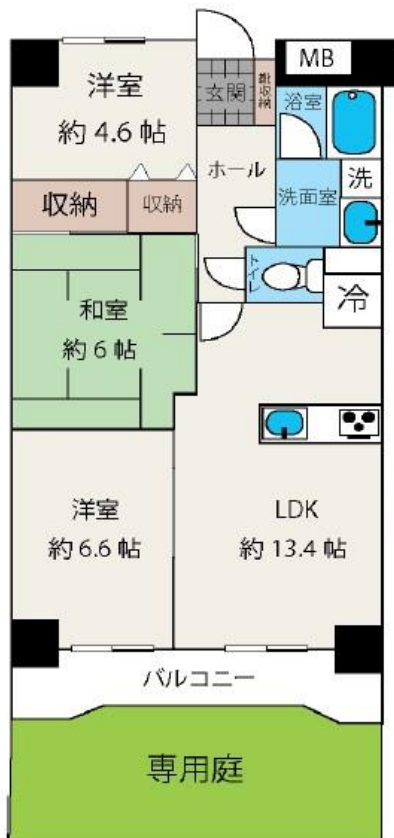 MB
洋室
約 4.6 帖
玄関
靴収納
浴室
ホール
洗
洗面室
収納
収納
トイレ
冷
和室
約 6 帖
洋室
約 6.6 帖
LDK
約 13.4 帖
バルコニー
専用庭